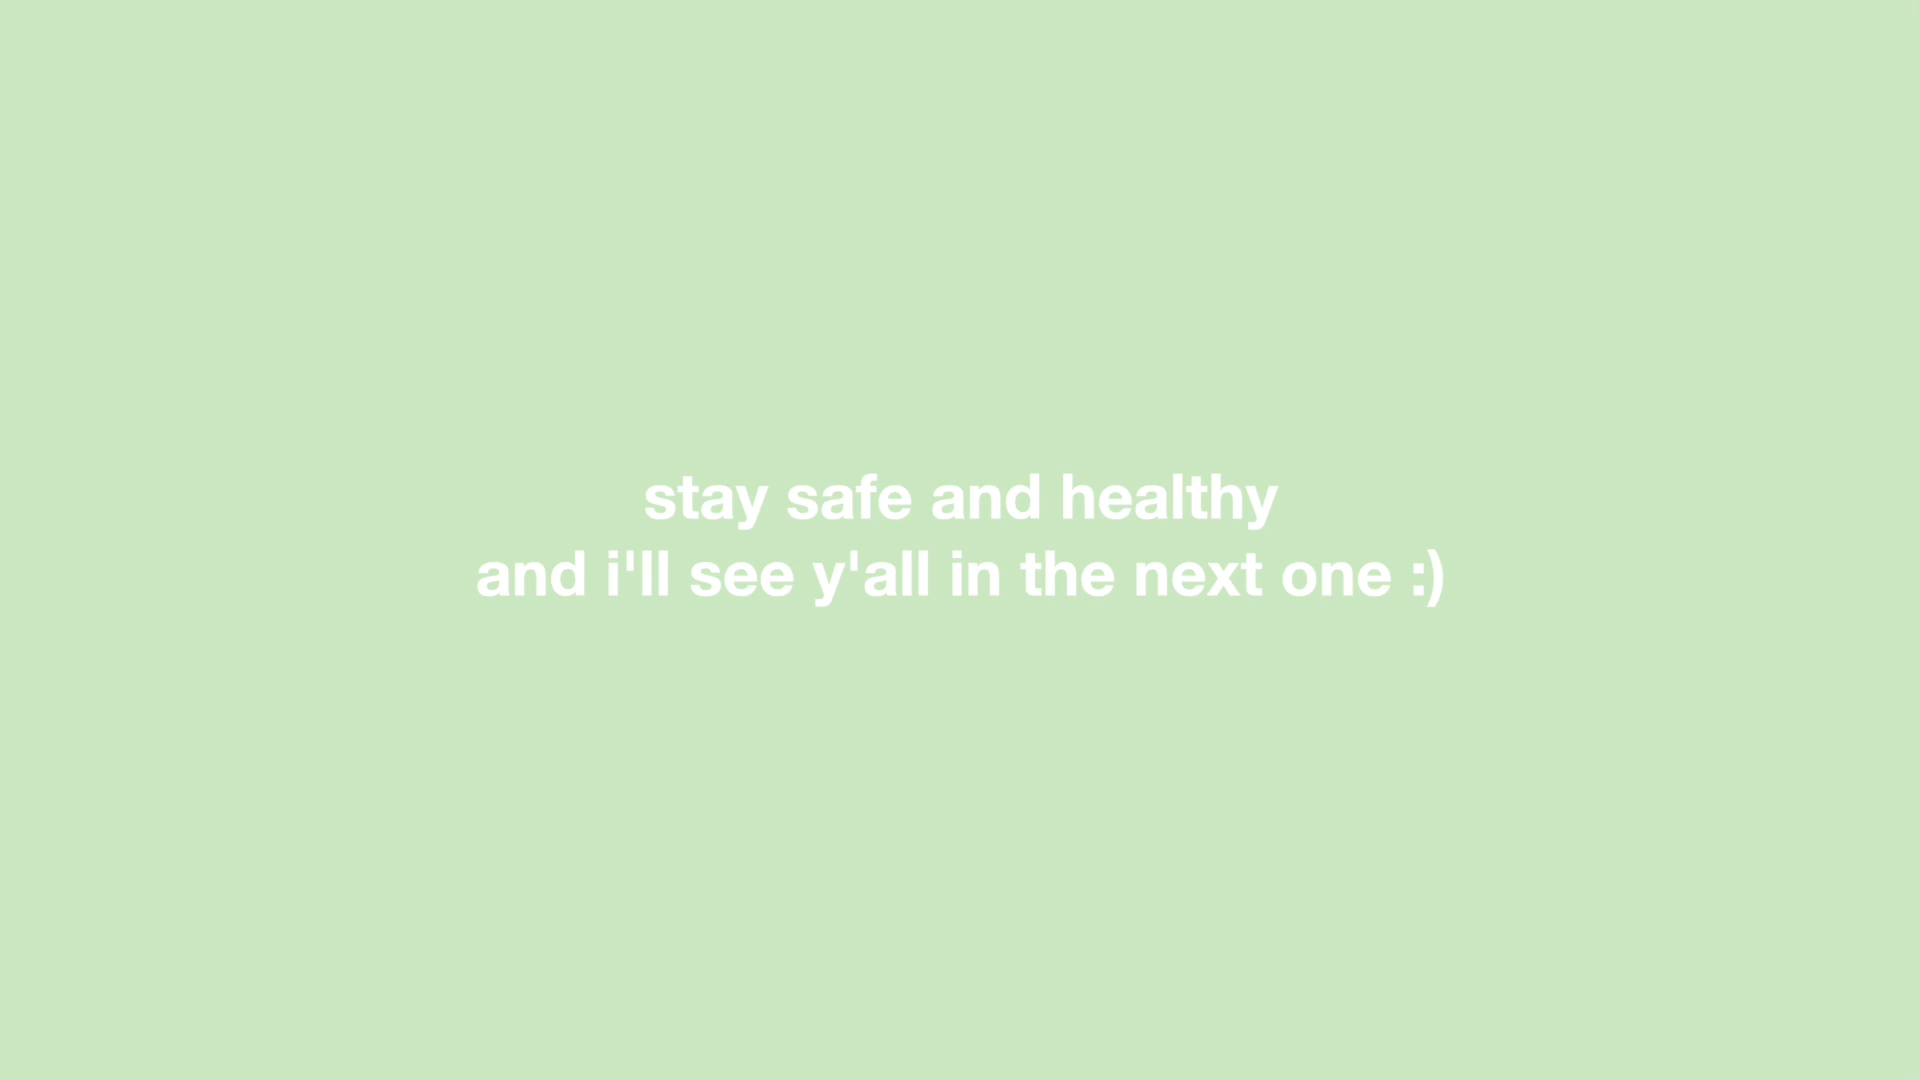 stay safe and healthy
and i'll see y'all in the next one :)